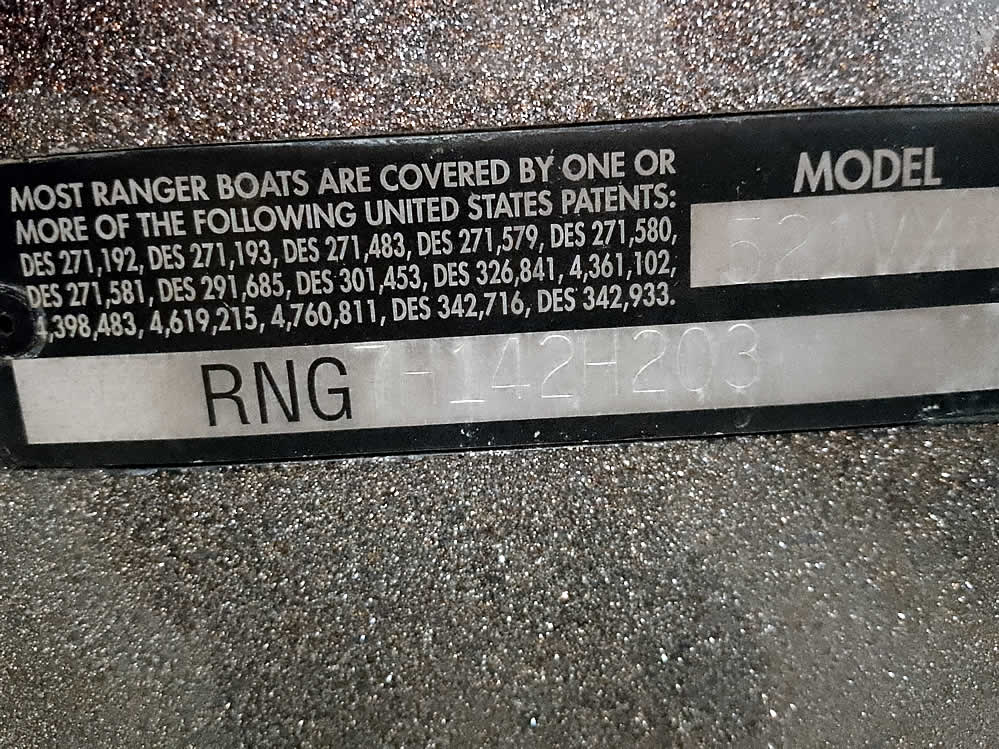 MOST RANGER BOATS ARE COVERED BY ONE OR
MORE OF THE FOLLOWING UNITED STATES PATENTS:
DES 271,192, DES 271,193, DES 271,483, DES 271,579, DES 271,580,
DES 271,581, DES 291,685, DES 301,453, DES 326,841, 4,361,102,
4,398,483, 4,619,215, 4,760,811, DES 342,716, DES 342,933.
MODEL
521VX
RNG7H142H203